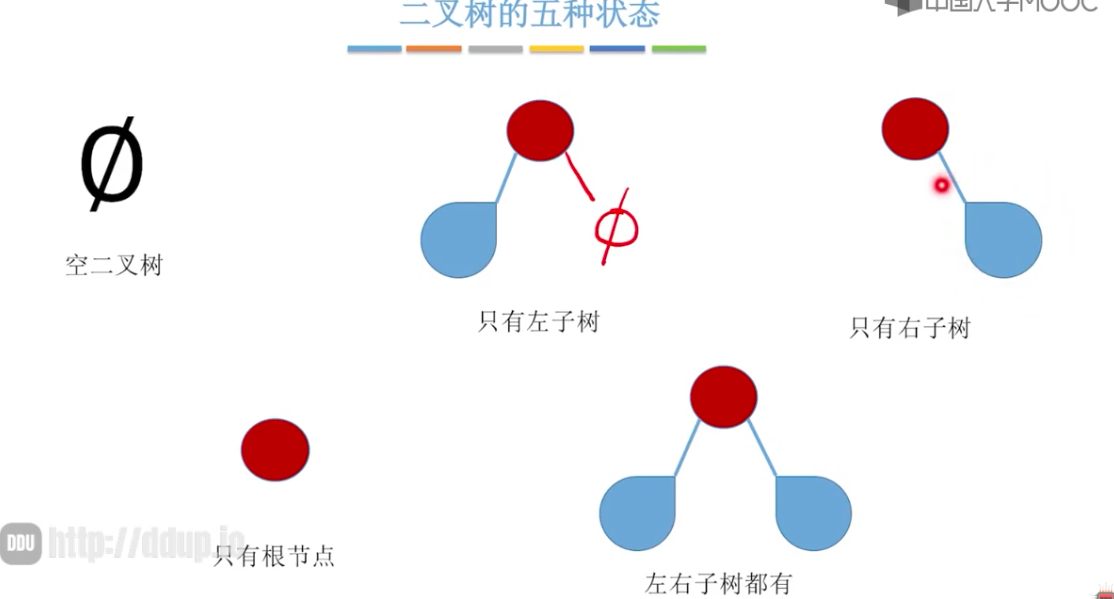 中国大学MOOC
二叉树的五种状态
Ø
空二叉树
只有左子树
Ø
只有右子树
DDU http://ddup.io
只有根节点
左右子树都有